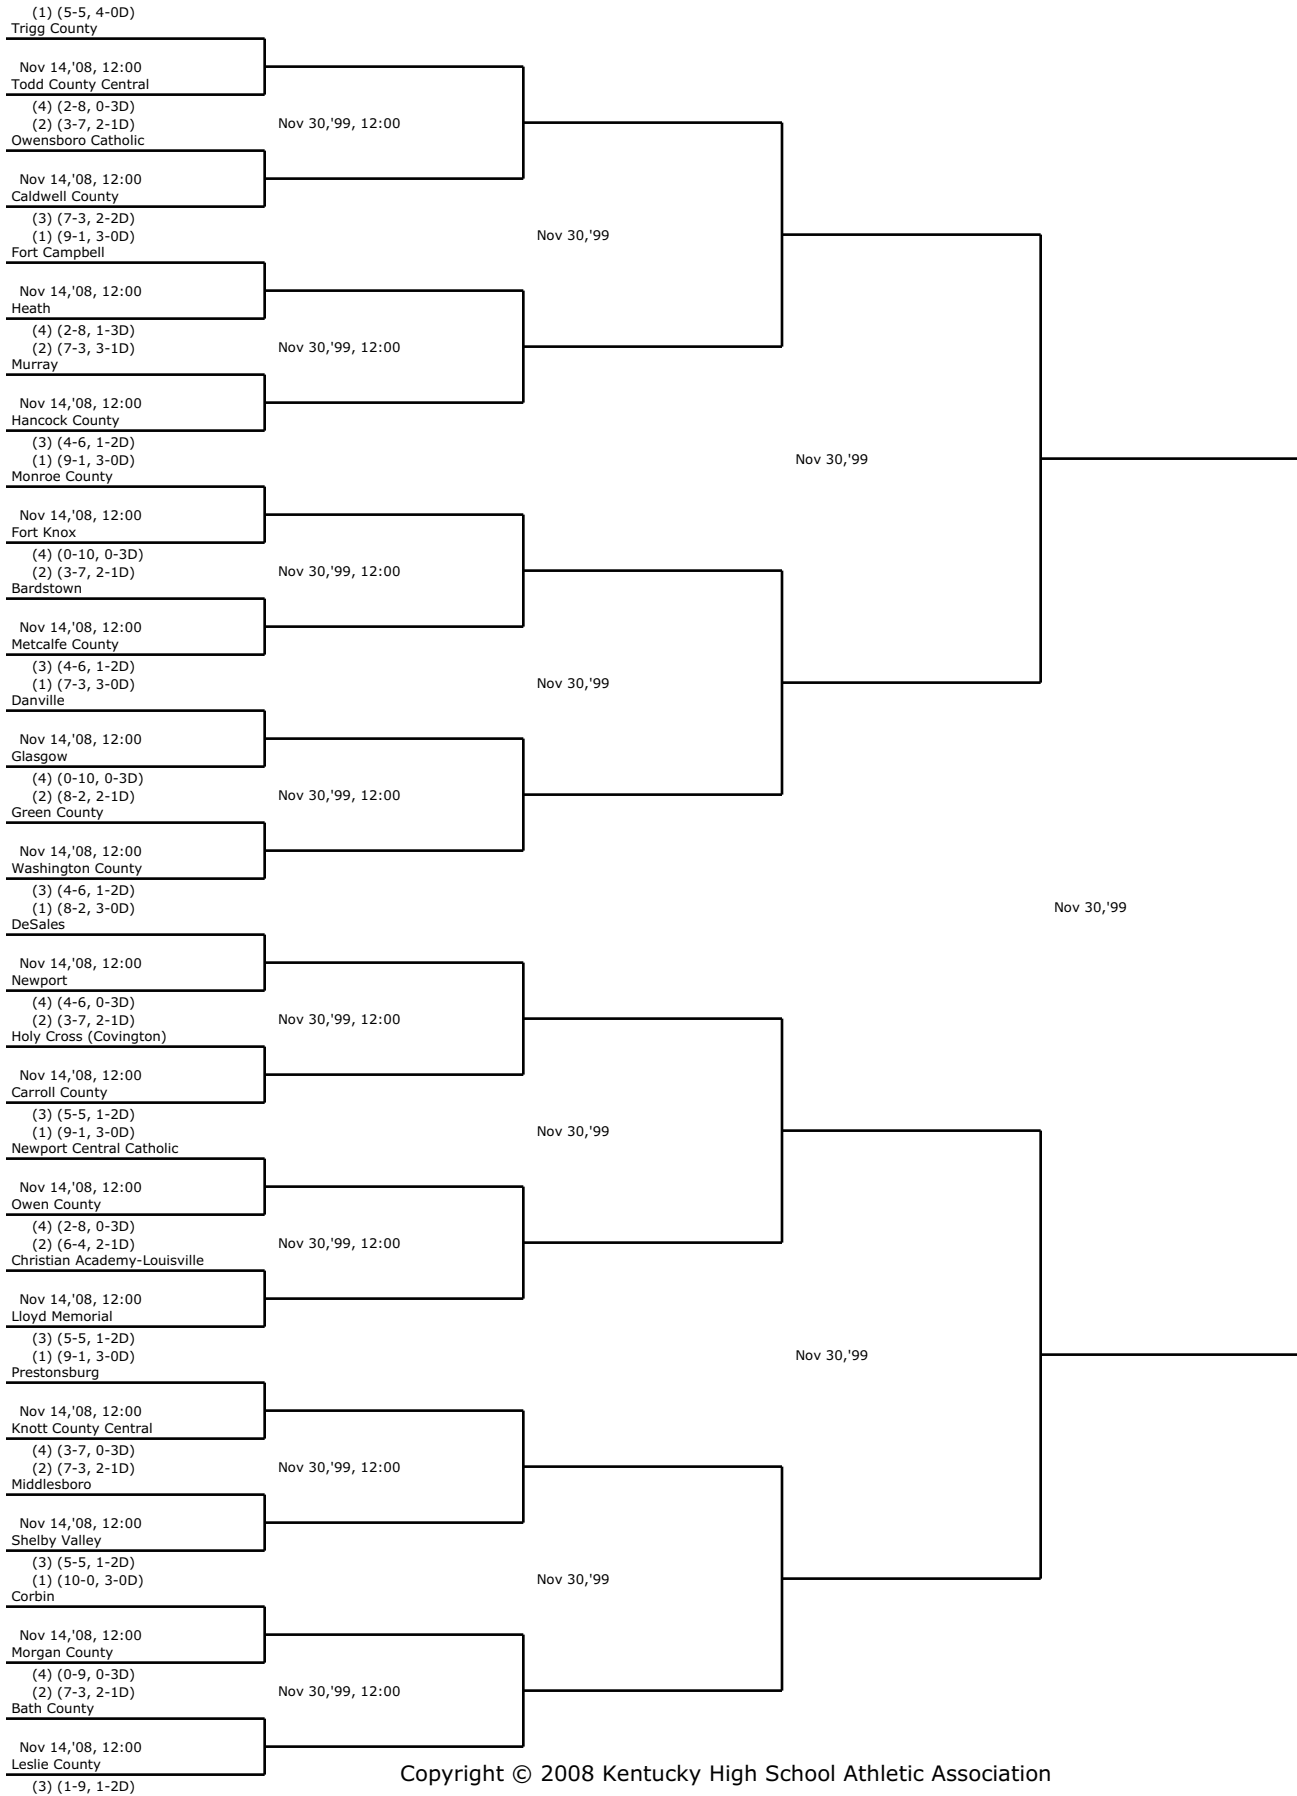 (1) (5-5, 4-0D)
Trigg County
Nov 14,'08, 12:00
Todd County Central
(4) (2-8, 0-3D)
(2) (3-7, 2-1D)
Nov 30,'99, 12:00
Owensboro Catholic
Nov 14,'08, 12:00
Caldwell County
(3) (7-3, 2-2D)
(1) (9-1, 3-0D)
Nov 30,'99
Fort Campbell
Nov 14,'08, 12:00
Heath
(4) (2-8, 1-3D)
(2) (7-3, 3-1D)
Nov 30,'99, 12:00
Murray
Nov 14,'08, 12:00
Hancock County
(3) (4-6, 1-2D)
(1) (9-1, 3-0D)
Nov 30,'99
Monroe County
Nov 14,'08, 12:00
Fort Knox
(4) (0-10, 0-3D)
(2) (3-7, 2-1D)
Nov 30,'99, 12:00
Bardstown
Nov 14,'08, 12:00
Metcalfe County
(3) (4-6, 1-2D)
(1) (7-3, 3-0D)
Nov 30,'99
Danville
Nov 14,'08, 12:00
Glasgow
(4) (0-10, 0-3D)
(2) (8-2, 2-1D)
Nov 30,'99, 12:00
Green County
Nov 14,'08, 12:00
Washington County
(3) (4-6, 1-2D)
(1) (8-2, 3-0D)
Nov 30,'99
DeSales
Nov 14,'08, 12:00
Newport
(4) (4-6, 0-3D)
(2) (3-7, 2-1D)
Nov 30,'99, 12:00
Holy Cross (Covington)
Nov 14,'08, 12:00
Carroll County
(3) (5-5, 1-2D)
(1) (9-1, 3-0D)
Nov 30,'99
Newport Central Catholic
Nov 14,'08, 12:00
Owen County
(4) (2-8, 0-3D)
(2) (6-4, 2-1D)
Nov 30,'99, 12:00
Christian Academy-Louisville
Nov 14,'08, 12:00
Lloyd Memorial
(3) (5-5, 1-2D)
(1) (9-1, 3-0D)
Nov 30,'99
Prestonsburg
Nov 14,'08, 12:00
Knott County Central
(4) (3-7, 0-3D)
(2) (7-3, 2-1D)
Nov 30,'99, 12:00
Middlesboro
Nov 14,'08, 12:00
Shelby Valley
(3) (5-5, 1-2D)
(1) (10-0, 3-0D)
Nov 30,'99
Corbin
Nov 14,'08, 12:00
Morgan County
(4) (0-9, 0-3D)
(2) (7-3, 2-1D)
Nov 30,'99, 12:00
Bath County
Nov 14,'08, 12:00
Leslie County
(3) (1-9, 1-2D)
Copyright © 2008 Kentucky High School Athletic Association